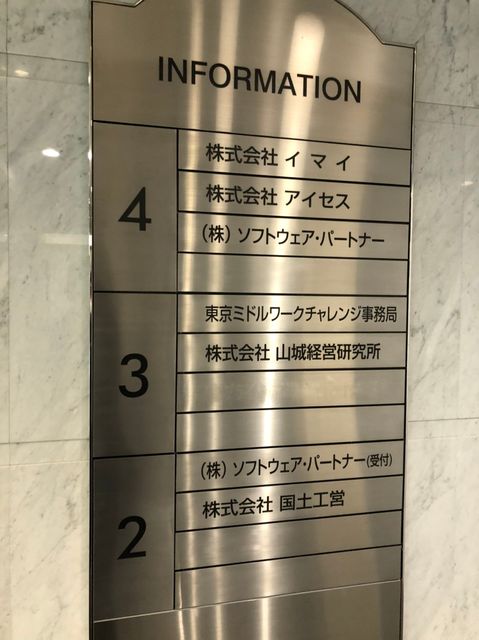 INFORMATION
4
株式会社 イマイ
株式会社 アイセス
(株) ソフトウェア・パートナー
3
東京ミドルワークチャレンジ事務局
株式会社 山城経営研究所
2
(株) ソフトウェア・パートナー(受付)
株式会社 国土工営